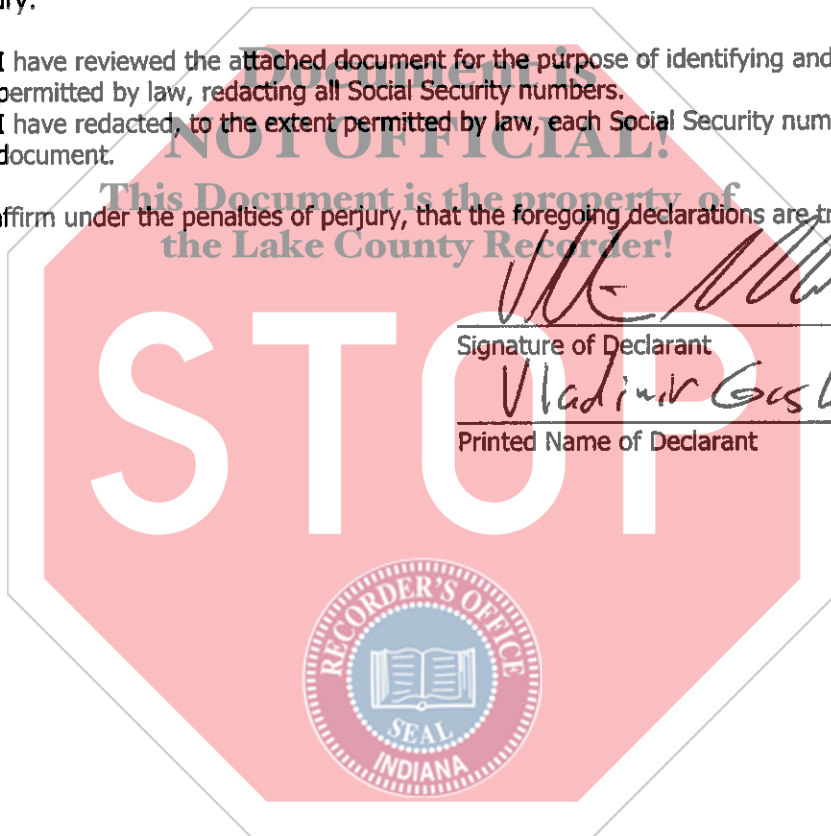 ury:
I have reviewed the attached document for the purpose of identifying and
permitted by law, redacting all Social Security numbers.
I have redacted, to the extent permitted by law, each Social Security num
document.
affirm under the penalties of perjury, that the foregoing declarations are tr
Document is
NOT OFFICIAL!
This Document is the property of
the Lake County Recorder!
Signature of Declarant
Vladimir
Printed Name of Declarant
STOP
RECORDER'S OFFICE
SEAL
INDIANA